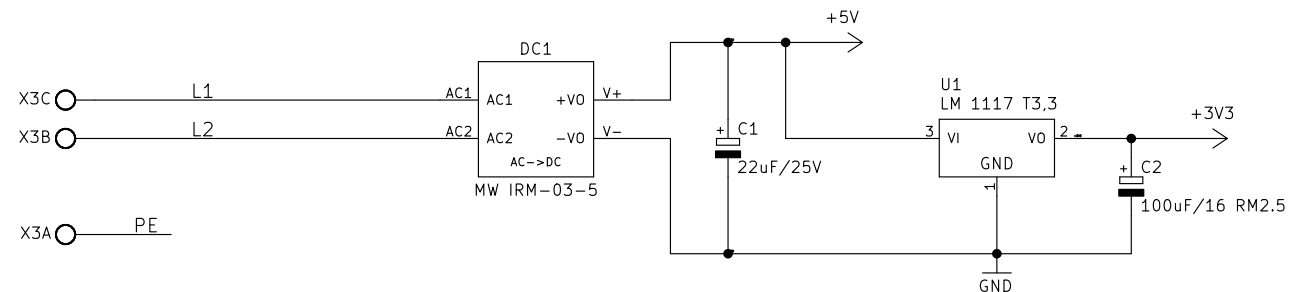 +5V
DC1
X3C
L1
AC1
AC1
+VO
V+
X3B
L2
AC2
AC2
-VO
V-
AC->DC
MW IRM-03-5
X3A
PE
+
C1
22uF/25V
U1
LM 1117 T3,3
3
VI
VO
2
GND
1
+3V3
+
C2
100uF/16 RM2.5
GND